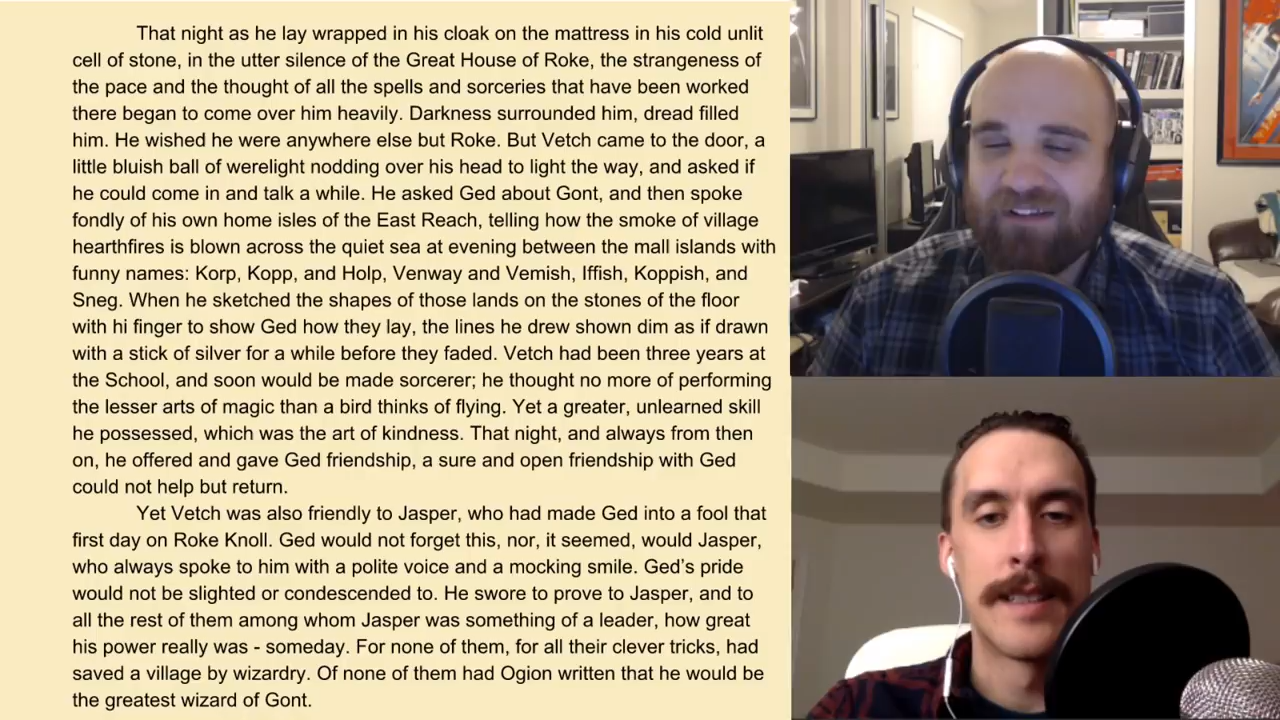 That night as he lay wrapped in his cloak on the mattress in his cold unlit
cell of stone, in the utter silence of the Great House of Roke, the strangeness of
the pace and the thought of all the spells and sorceries that have been worked
there began to come over him heavily. Darkness surrounded him, dread filled
him. He wished he were anywhere else but Roke. But Vetch came to the door, a
little bluish ball of werelight nodding over his head to light the way, and asked if
he could come in and talk a while. He asked Ged about Gont, and then spoke
fondly of his own home isles of the East Reach, telling how the smoke of village
hearthfires is blown across the quiet sea at evening between the mall islands with
funny names: Korp, Kopp, and Holp, Venway and Vemish, Iffish, Koppish, and
Sneg. When he sketched the shapes of those lands on the stones of the floor
with hi finger to show Ged how they lay, the lines he drew shown dim as if drawn
with a stick of silver for a while before they faded. Vetch had been three years at
the School, and soon would be made sorcerer; he thought no more of performing
the lesser arts of magic than a bird thinks of flying. Yet a greater, unlearned skill
he possessed, which was the art of kindness. That night, and always from then
on, he offered and gave Ged friendship, a sure and open friendship with Ged
could not help but return.
Yet Vetch was also friendly to Jasper, who had made Ged into a fool that
first day on Roke Knoll. Ged would not forget this, nor, it seemed, would Jasper,
who always spoke to him with a polite voice and a mocking smile. Ged's pride
would not be slighted or condescended to. He swore to prove to Jasper, and to
all the rest of them among whom Jasper was something of a leader, how great
his power really was - someday. For none of them, for all their clever tricks, had
saved a village by wizardry. Of none of them had Ogion written that he would be
the greatest wizard of Gont.